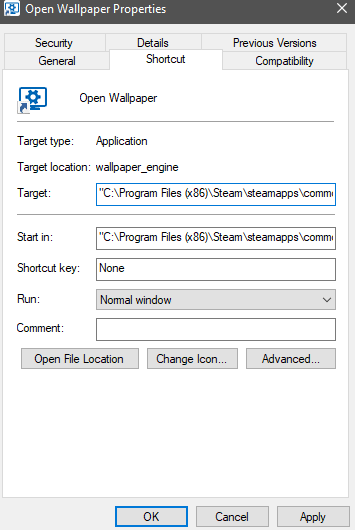 Open Wallpaper Properties
Security Details Previous Versions
General Shortcut Compatibility
Open Wallpaper
Target type: Application
Target location: wallpaper_engine
Target: "C:\Program Files (x86)\Steam\steamapps\comm
Start in: "C:\Program Files (x86)\Steam\steamapps\comm
Shortcut key: None
Run: Normal window
Comment:
Open File Location Change Icon... Advanced...
OK Cancel Apply